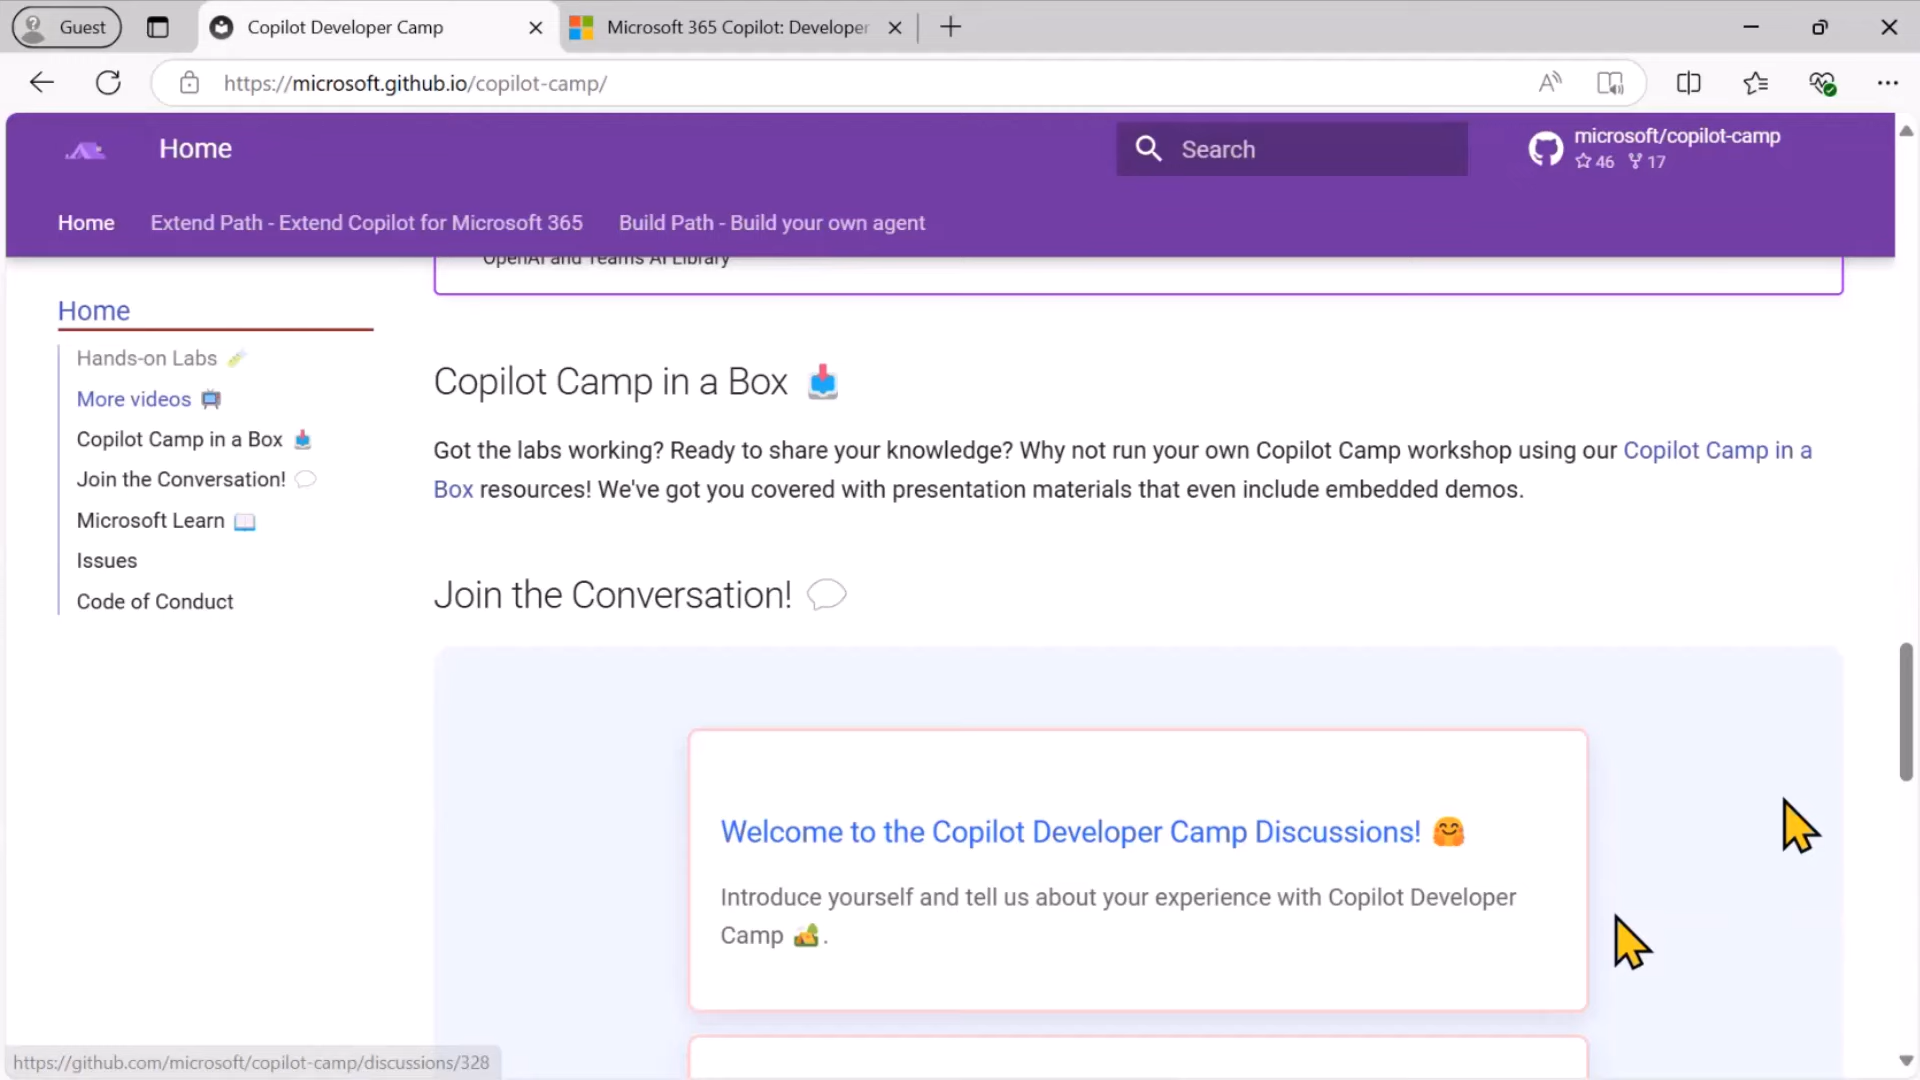 Guest
Copilot Developer Camp
Microsoft 365 Copilot: Developer
https://microsoft.github.io/copilot-camp/
Home
Search
microsoft/copilot-camp
46 17
Home
Extend Path - Extend Copilot for Microsoft 365
Build Path - Build your own agent
OpenAI and Teams AI Library
Home
Hands-on Labs
More videos
Copilot Camp in a Box
Join the Conversation!
Microsoft Learn
Issues
Code of Conduct
Copilot Camp in a Box
Got the labs working? Ready to share your knowledge? Why not run your own Copilot Camp workshop using our Copilot Camp in a
Box resources! We've got you covered with presentation materials that even include embedded demos.
Join the Conversation!
Welcome to the Copilot Developer Camp Discussions! 🤗
Introduce yourself and tell us about your experience with Copilot Developer
Camp 🏕️.
https://github.com/microsoft/copilot-camp/discussions/328